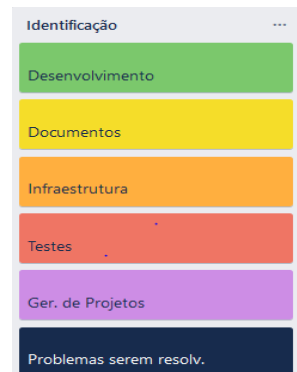 Identificação ...
Desenvolvimento
Documentos
Infraestrutura
Testes
Ger. de Projetos
Problemas serem resolv.